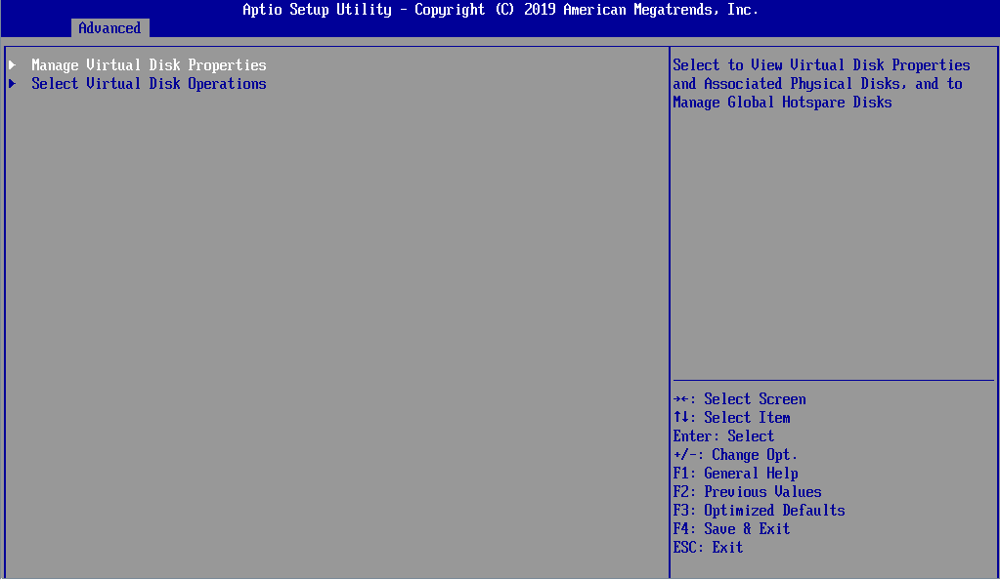 Aptio Setup Utility - Copyright (C) 2019 American Megatrends, Inc.
Advanced
Manage Virtual Disk Properties
Select Virtual Disk Operations
Select to View Virtual Disk Properties
and Associated Physical Disks, and to
Manage Global Hotspare Disks
→←: Select Screen
↑↓: Select Item
Enter: Select
+/-: Change Opt.
F1: General Help
F2: Previous Values
F3: Optimized Defaults
F4: Save & Exit
ESC: Exit